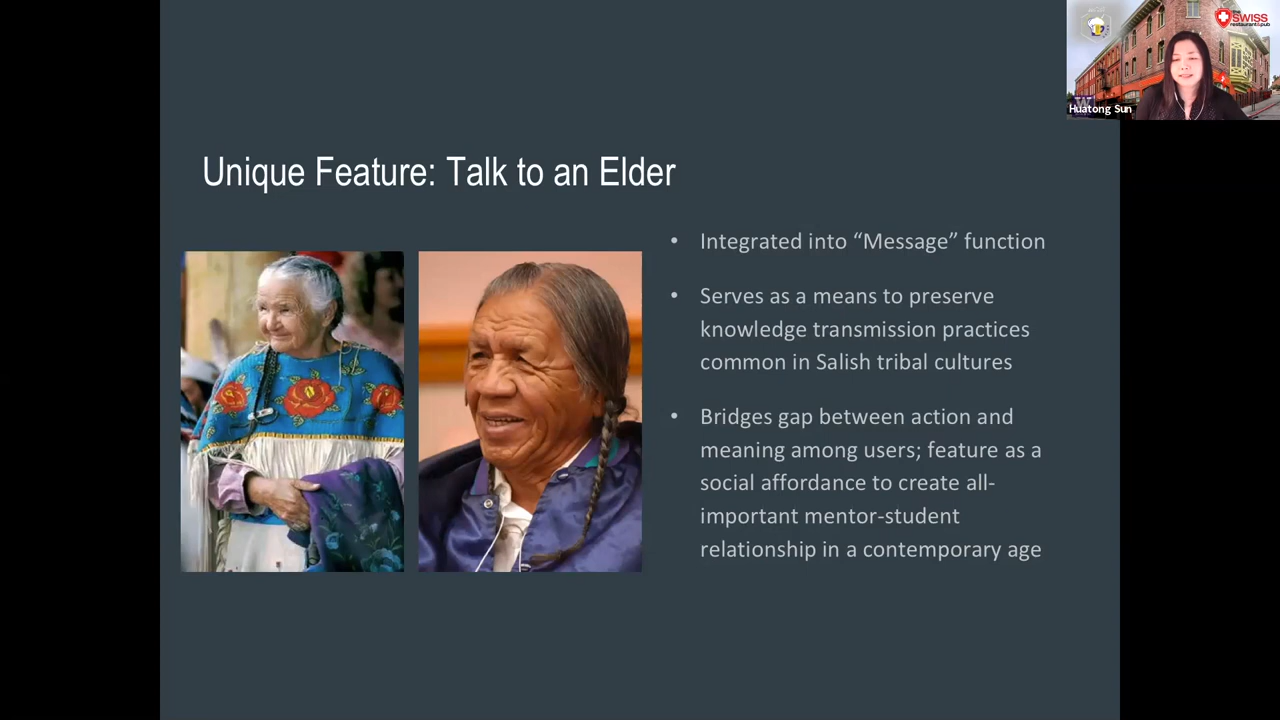 SWISS
restaurant&pub
Huatong Sun
Unique Feature: Talk to an Elder
• Integrated into “Message” function
• Serves as a means to preserve
knowledge transmission practices
common in Salish tribal cultures
• Bridges gap between action and
meaning among users; feature as a
social affordance to create all-
important mentor-student
relationship in a contemporary age